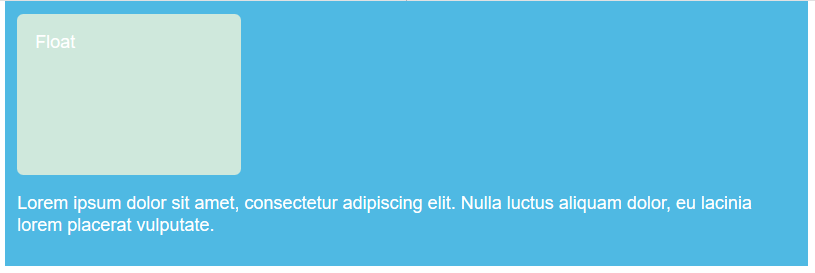 Float
Lorem ipsum dolor sit amet, consectetur adipiscing elit. Nulla luctus aliquam dolor, eu lacinia
lorem placerat vulputate.